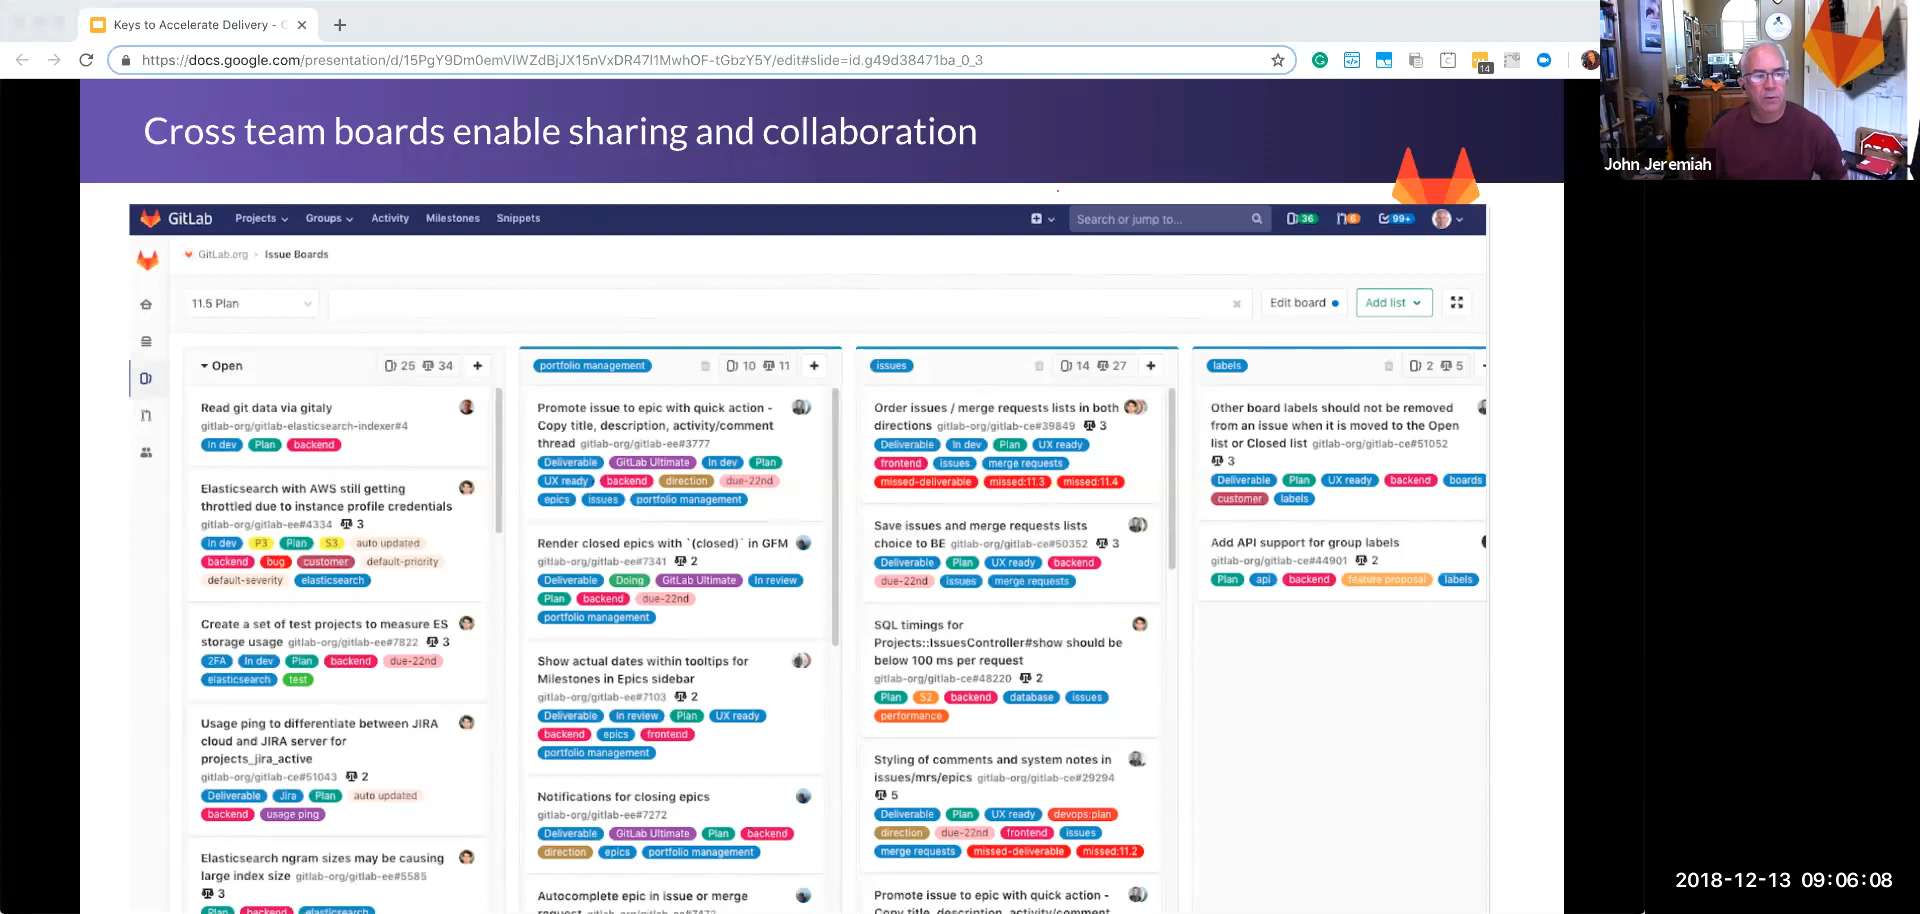 Keys to Accelerate Delivery -
https://docs.google.com/presentation/d/15PgY9Dm0emVlWZdBjJX15nVxDR47l1MwhOF-tGbzY5Y/edit#slide=id.g49d38471ba_0_3
14
John Jeremiah
Cross team boards enable sharing and collaboration
GitLab Projects Groups Activity Milestones Snippets Search or jump to... 36 6 99+
GitLab.org › Issue Boards
11.5 Plan Edit board Add list
Open 25 34
Read git data via gitaly
gitlab-org/gitlab-elasticsearch-indexer#4
In dev Plan backend
Elasticsearch with AWS still getting
throttled due to instance profile credentials
gitlab-org/gitlab-ee#4334 3
In dev P3 Plan S3 auto updated
backend bug customer default-priority
default-severity elasticsearch
Create a set of test projects to measure ES
storage usage gitlab-org/gitlab-ee#7822 3
2FA In dev Plan backend due-22nd
elasticsearch test
Usage ping to differentiate between JIRA
cloud and JIRA server for
projects_jira_active
gitlab-org/gitlab-ce#51043 2
Deliverable Jira Plan auto updated
backend usage ping
Elasticsearch ngram sizes may be causing
large index size gitlab-org/gitlab-ee#5585
3
Plan backend elasticsearch
portfolio management 10 11
Promote issue to epic with quick action -
Copy title, description, activity/comment
thread gitlab-org/gitlab-ee#3777
Deliverable GitLab Ultimate In dev Plan
UX ready backend direction due-22nd
epics issues portfolio management
Render closed epics with `(closed)` in GFM
gitlab-org/gitlab-ee#7341 2
Deliverable Doing GitLab Ultimate In review
Plan backend due-22nd
portfolio management
Show actual dates within tooltips for
Milestones in Epics sidebar
gitlab-org/gitlab-ee#7103 2
Deliverable In review Plan UX ready
backend epics frontend
portfolio management
Notifications for closing epics
gitlab-org/gitlab-ee#7272
Deliverable GitLab Ultimate Plan backend
direction epics portfolio management
Autocomplete epic in issue or merge
request gitlab-org/gitlab-ee#7473
issues 14 27
Order issues / merge requests lists in both
directions gitlab-org/gitlab-ce#39849 3
Deliverable In dev Plan UX ready
frontend issues merge requests
missed-deliverable missed:11.3 missed:11.4
Save issues and merge requests lists
choice to BE gitlab-org/gitlab-ce#50352 3
Deliverable Plan UX ready backend
due-22nd issues merge requests
SQL timings for
Projects::IssuesController#show should be
below 100 ms per request
gitlab-org/gitlab-ce#48220 2
Plan S2 backend database issues
performance
Styling of comments and system notes in
issues/mrs/epics gitlab-org/gitlab-ce#29294
5
Deliverable Plan UX ready devops:plan
direction due-22nd frontend issues
merge requests missed-deliverable missed:11.2
Promote issue to epic with quick action -
Copy title, description, activity/comment
labels 2 5
Other board labels should not be removed
from an issue when it is moved to the Open
list or Closed list gitlab-org/gitlab-ce#51052
3
Deliverable Plan UX ready backend boards
customer labels
Add API support for group labels
gitlab-org/gitlab-ce#44901 2
Plan api backend feature proposal labels
2018-12-13 09:06:08